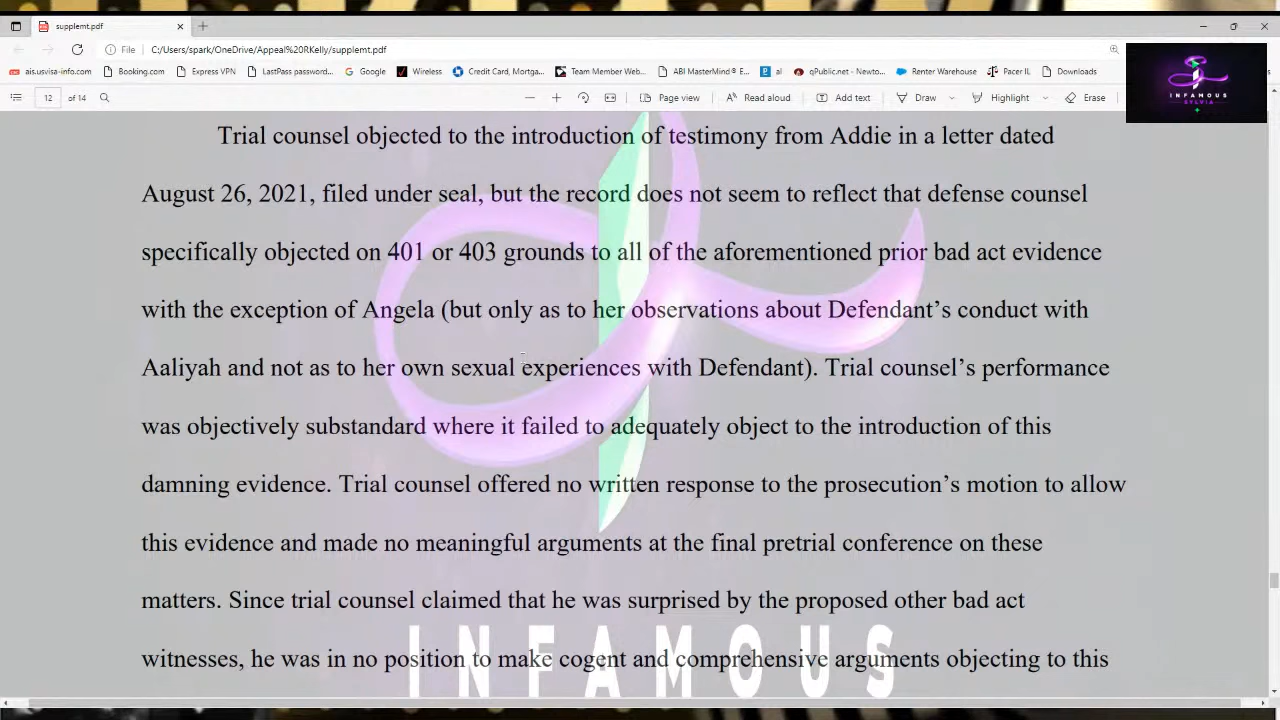 supplemt.pdf
File
C:/Users/spark/OneDrive/Appeal%20RKelly/supplemt.pdf
ais.usvisa-info.com
Booking.com
Express VPN
LastPass password...
Google
Wireless
Credit Card, Mortga...
Team Member Web...
ABI MasterMind ® E...
al
qPublic.net - Newto...
Renter Warehouse
Pacer IL
Downloads
12 of 14
Page view
Read aloud
Add text
Draw
Highlight
Erase
INFAMOUS
SYLVIA
Trial counsel objected to the introduction of testimony from Addie in a letter dated
August 26, 2021, filed under seal, but the record does not seem to reflect that defense counsel
specifically objected on 401 or 403 grounds to all of the aforementioned prior bad act evidence
with the exception of Angela (but only as to her observations about Defendant’s conduct with
Aaliyah and not as to her own sexual experiences with Defendant). Trial counsel’s performance
was objectively substandard where it failed to adequately object to the introduction of this
damning evidence. Trial counsel offered no written response to the prosecution’s motion to allow
this evidence and made no meaningful arguments at the final pretrial conference on these
matters. Since trial counsel claimed that he was surprised by the proposed other bad act
witnesses, he was in no position to make cogent and comprehensive arguments objecting to this
INFAMOUS